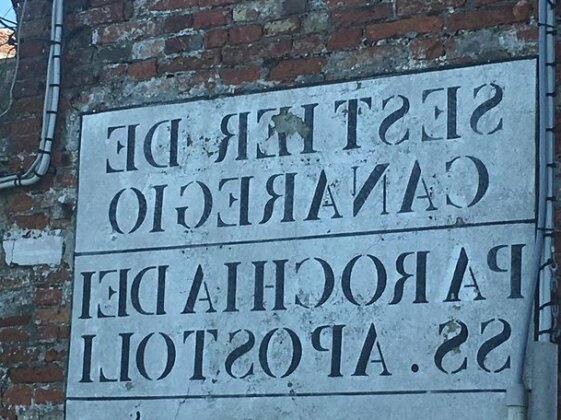 SESTIER DE
CANAREGIO
PAROCHIA DEI
SS. APOSTOLI